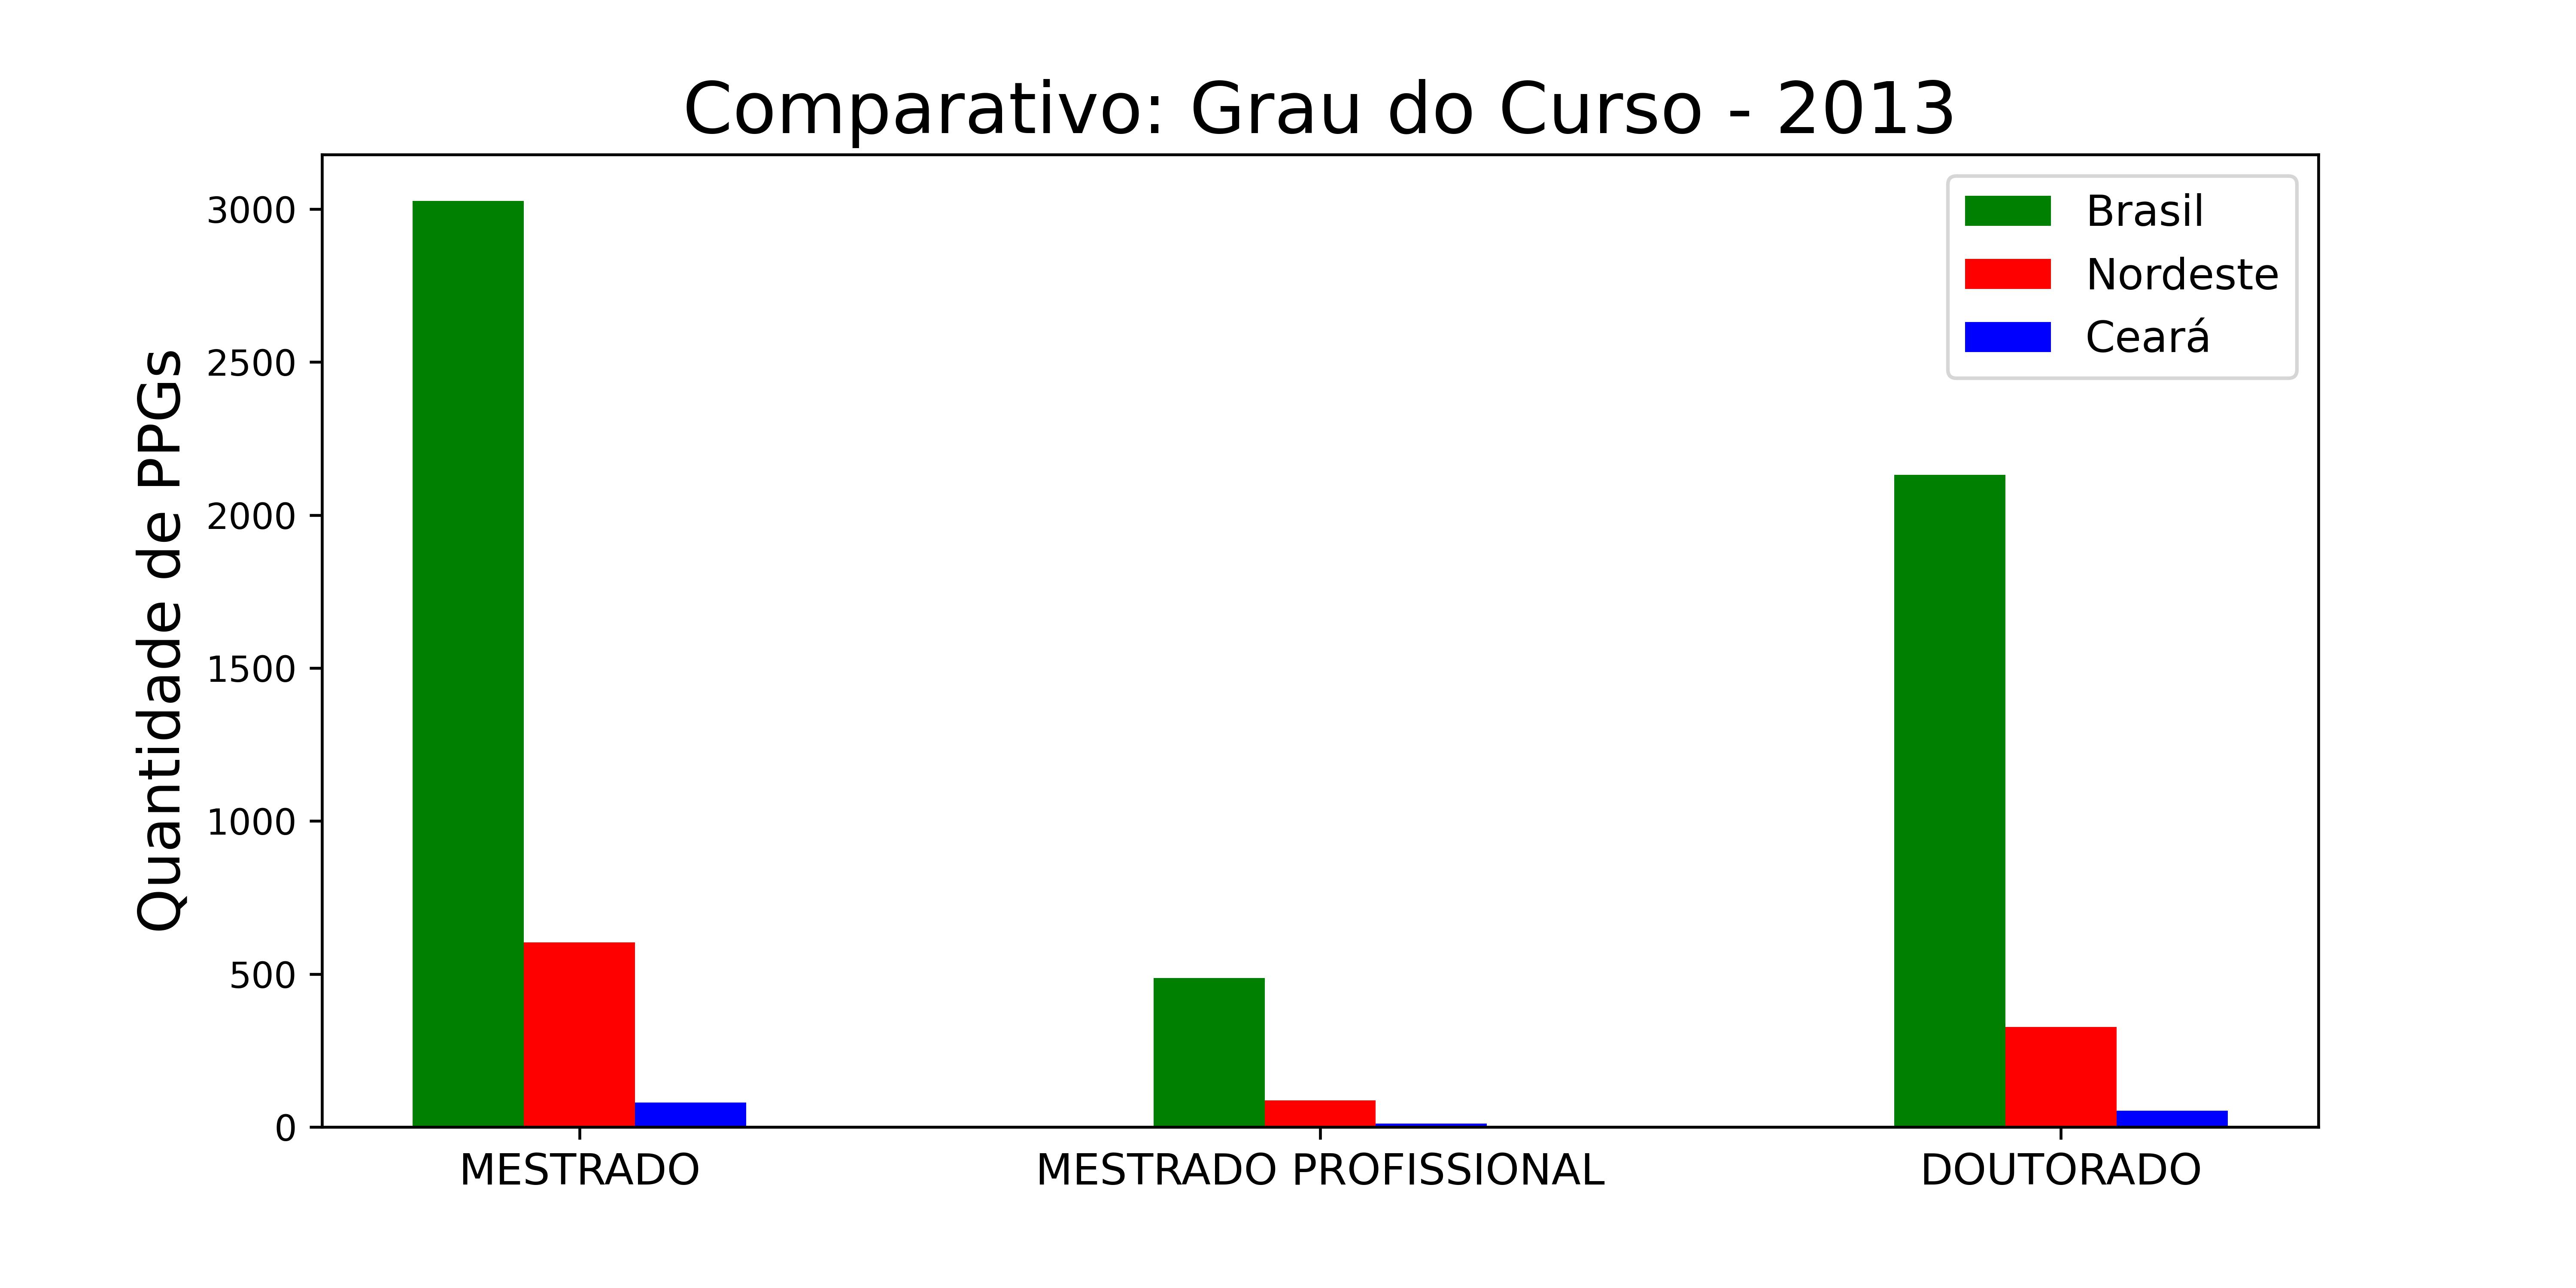 Comparativo: Grau do Curso - 2013
Quantidade de PPGs
3000
2500
2000
1500
1000
500
0
Brasil
Nordeste
Ceará
MESTRADO
MESTRADO PROFISSIONAL
DOUTORADO